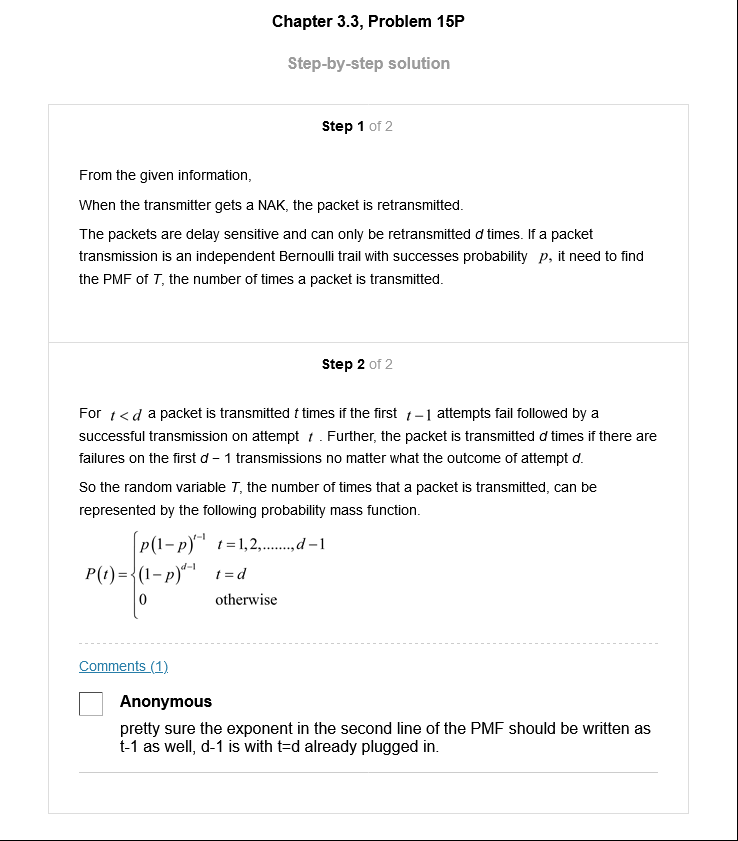 Chapter 3.3, Problem 15P
Step-by-step solution
Step 1 of 2
From the given information,
When the transmitter gets a NAK, the packet is retransmitted.
The packets are delay sensitive and can only be retransmitted d times. If a packet
transmission is an independent Bernoulli trail with successes probability p, it need to find
the PMF of T, the number of times a packet is transmitted.
Step 2 of 2
For t < d a packet is transmitted t times if the first t − 1 attempts fail followed by a
successful transmission on attempt t . Further, the packet is transmitted d times if there are
failures on the first d − 1 transmissions no matter what the outcome of attempt d.
So the random variable T, the number of times that a packet is transmitted, can be
represented by the following probability mass function.
p(1−p)^{t−1} t = 1,2,.......,d −1
P(t) = { (1−p)^{d−1} t = d
0 otherwise
Comments (1)
Anonymous
pretty sure the exponent in the second line of the PMF should be written as
t-1 as well, d-1 is with t=d already plugged in.